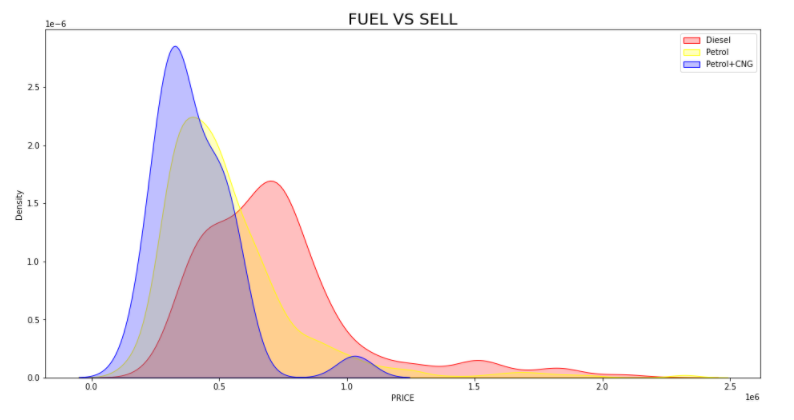 FUEL VS SELL
1e−6
Diesel
Petrol
Petrol+CNG
2.5
2.0
1.5
1.0
0.5
0.0
Density
0.0 0.5 1.0 1.5 2.0 2.5
PRICE
1e6